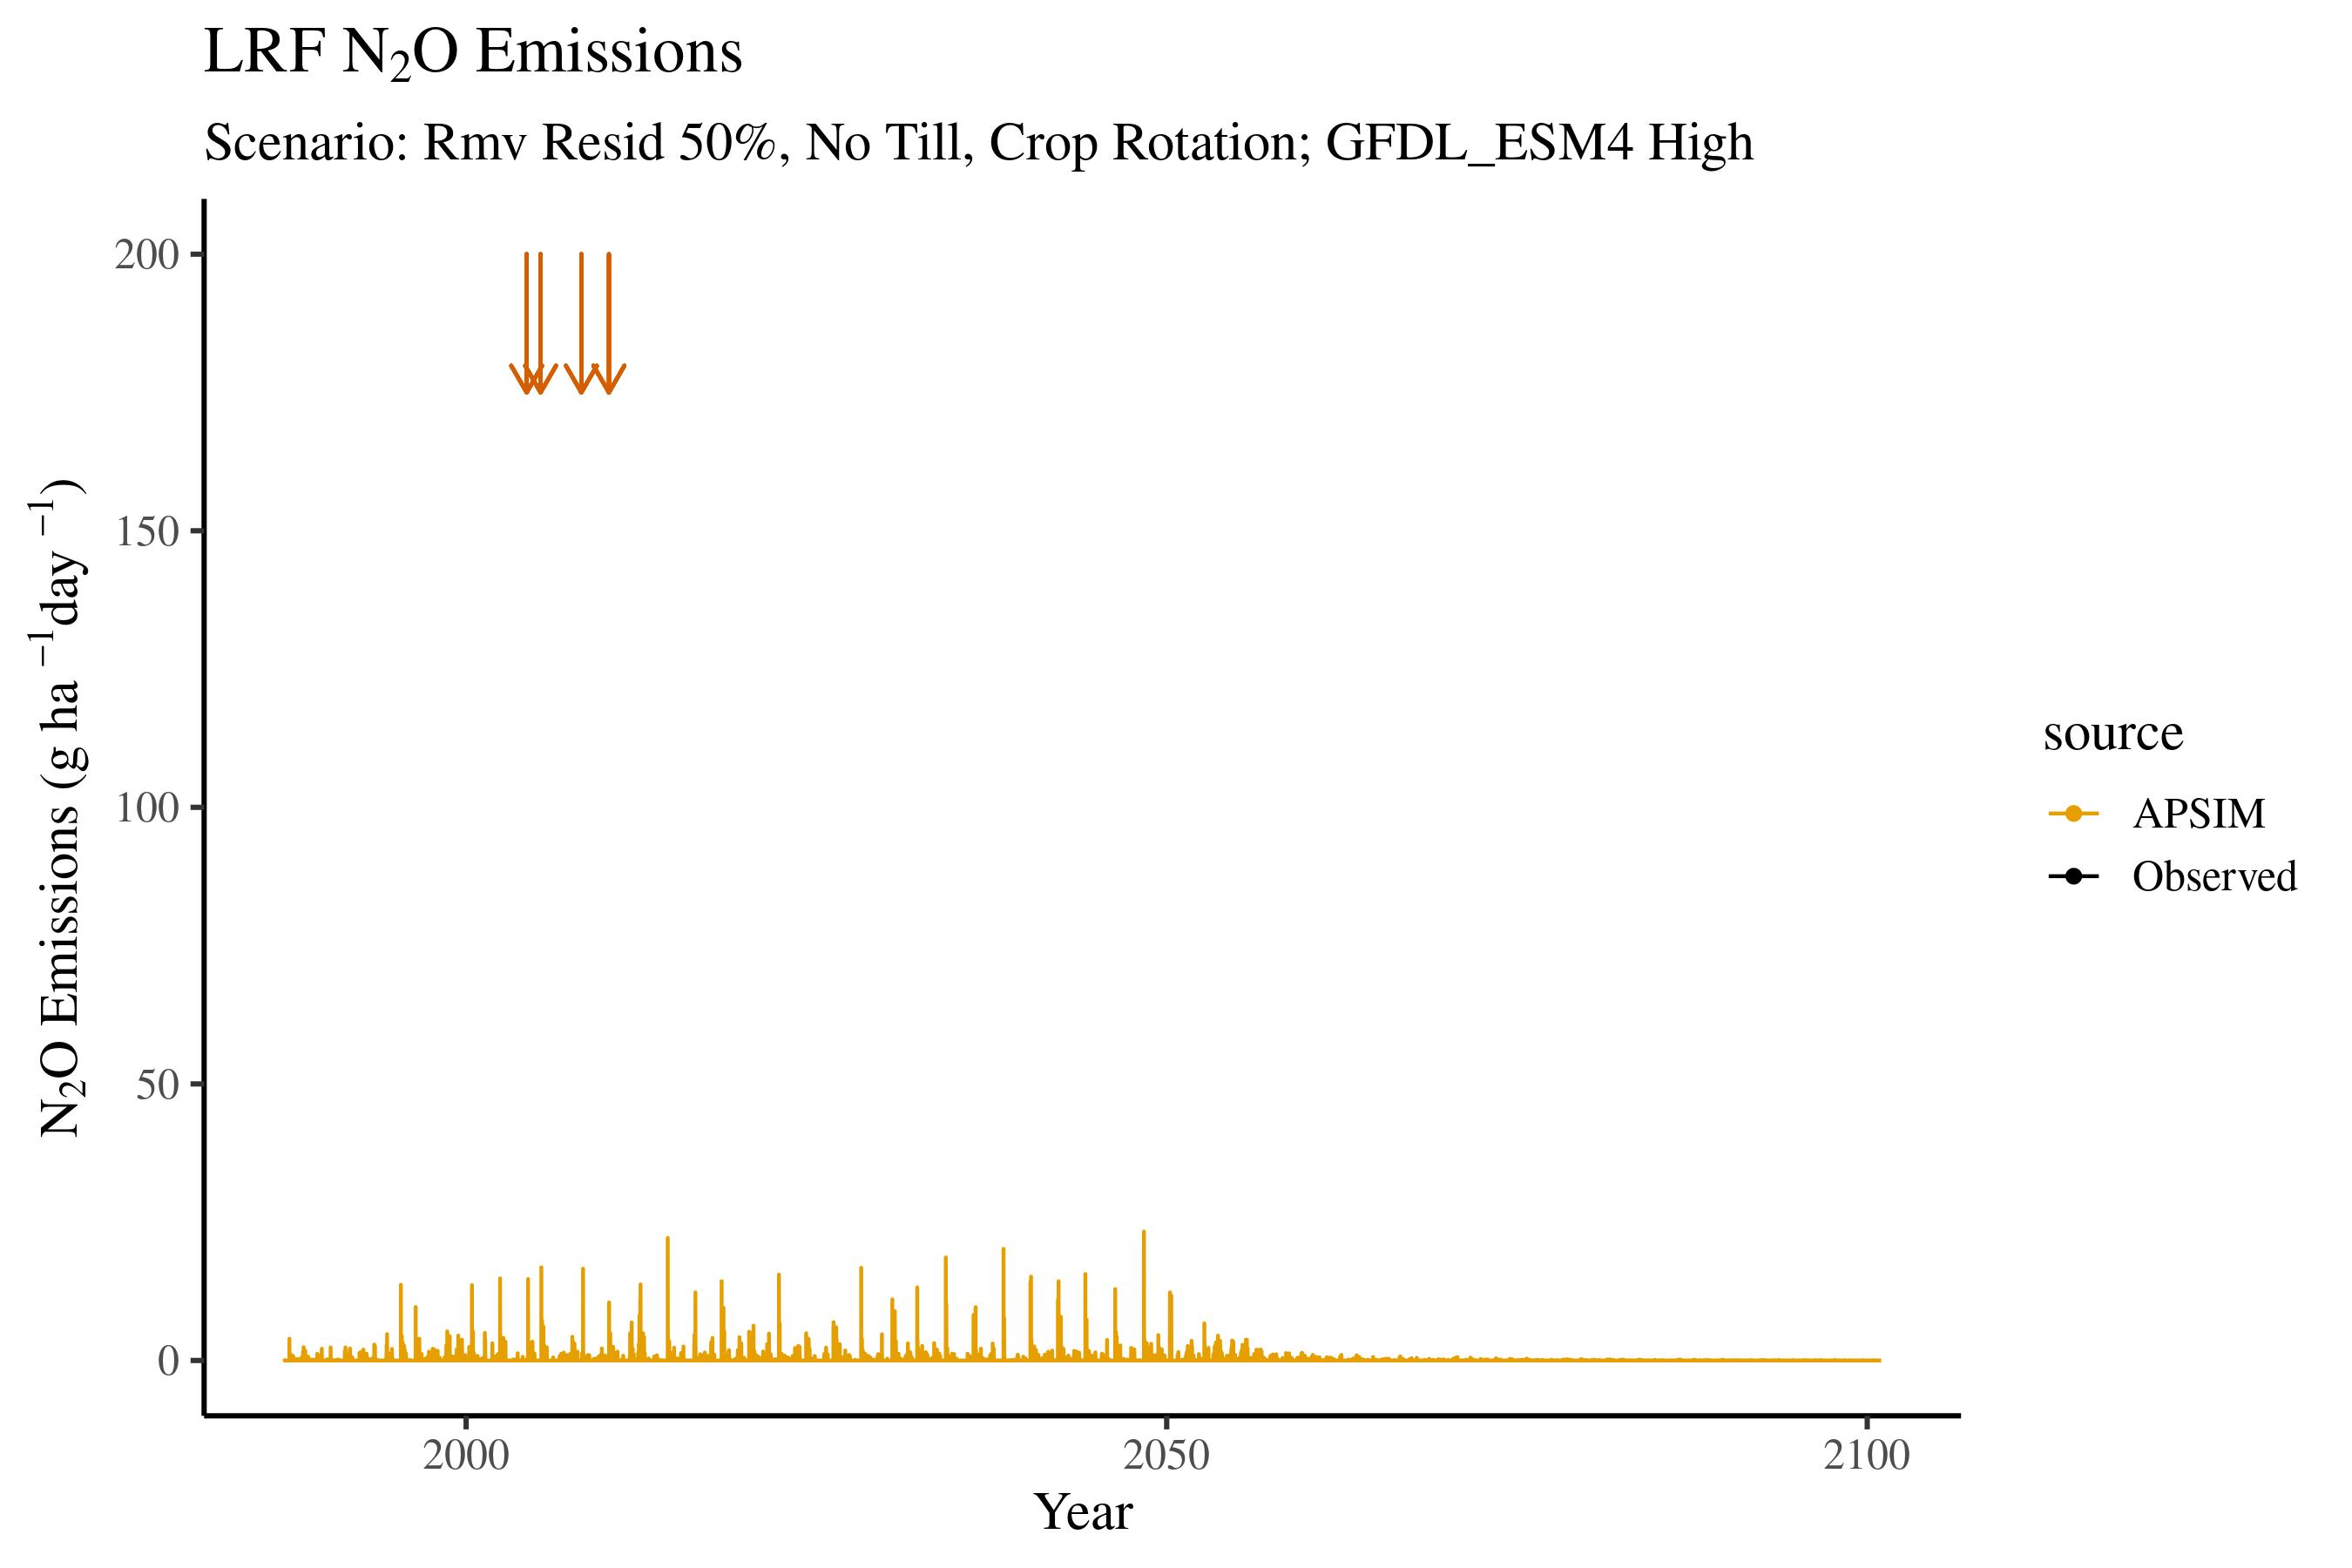 LRF N₂O Emissions
Scenario: Rmv Resid 50%, No Till, Crop Rotation; GFDL_ESM4 High
N₂O Emissions (g ha ⁻¹day ⁻¹)
200
150
100
50
0
2000 2050 2100
Year
source
APSIM
Observed